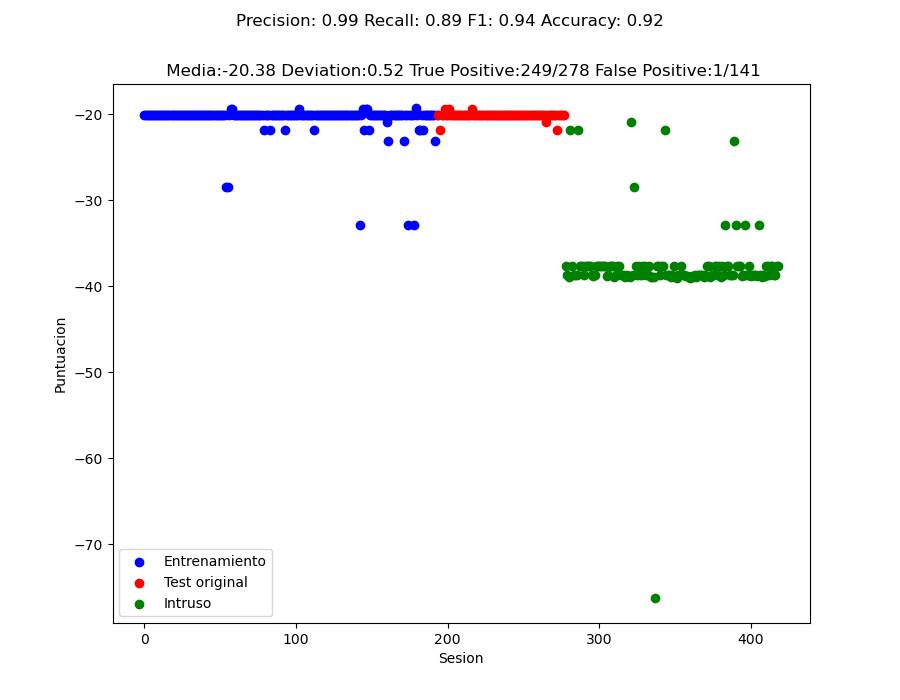 Precision: 0.99 Recall: 0.89 F1: 0.94 Accuracy: 0.92
Media:-20.38 Deviation:0.52 True Positive:249/278 False Positive:1/141
−20
−30
−40
−50
−60
−70
Puntuacion
Entrenamiento
Test original
Intruso
0 100 200 300 400
Sesion